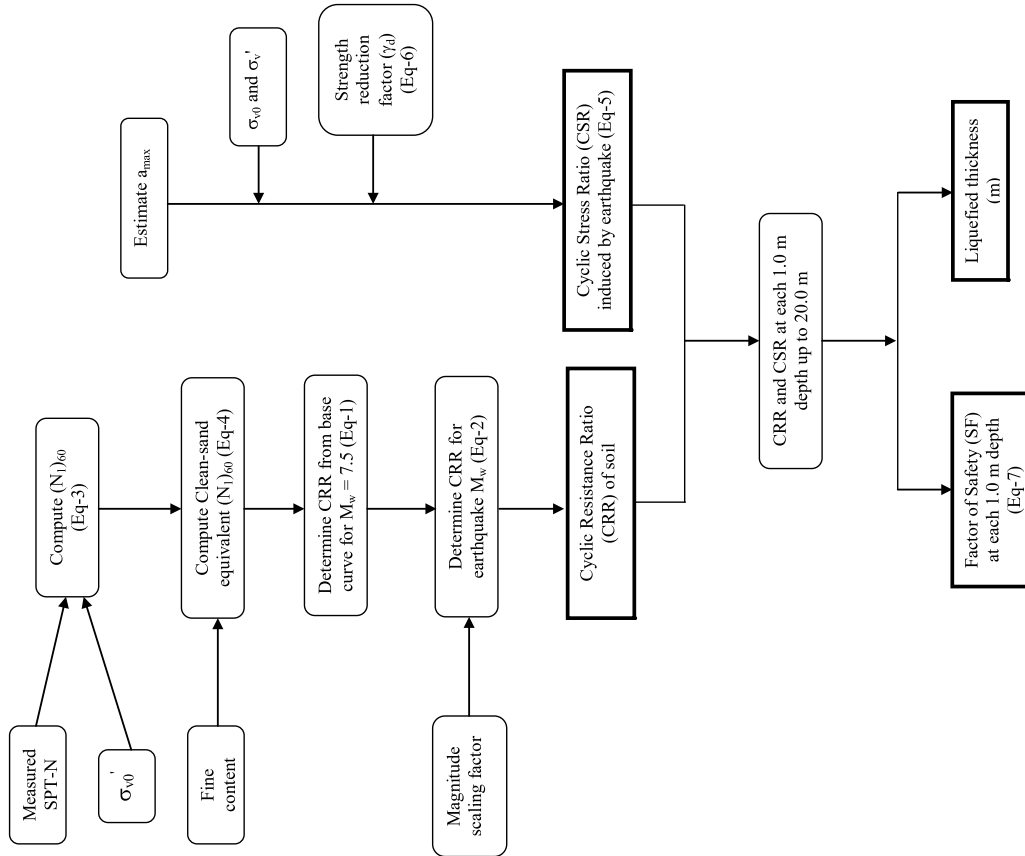 Measured
SPT-N
σv0'
Compute (N1)60
(Eq-3)
Fine
content
Compute Clean-sand
equivalent (N1)60 (Eq-4)
Determine CRR from base
curve for Mw = 7.5 (Eq-1)
Magnitude
scaling factor
Determine CRR for
earthquake Mw (Eq-2)
Cyclic Resistance Ratio
(CRR) of soil
Estimate amax
σv0 and σv'
Strength
reduction
factor (γd)
(Eq-6)
Cyclic Stress Ratio (CSR)
induced by earthquake (Eq-5)
CRR and CSR at each 1.0 m
depth up to 20.0 m
Factor of Safety (SF)
at each 1.0 m depth
(Eq-7)
Liquefied thickness
(m)